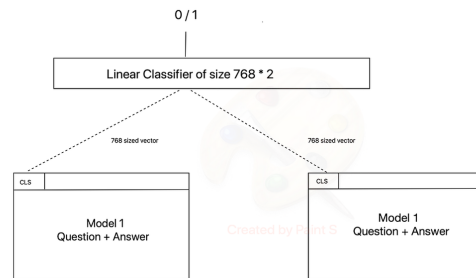 0 / 1
Linear Classifier of size 768 * 2
768 sized vector
768 sized vector
CLS
CLS
Model 1
Question + Answer
Model 1
Question + Answer
Created by Paint S